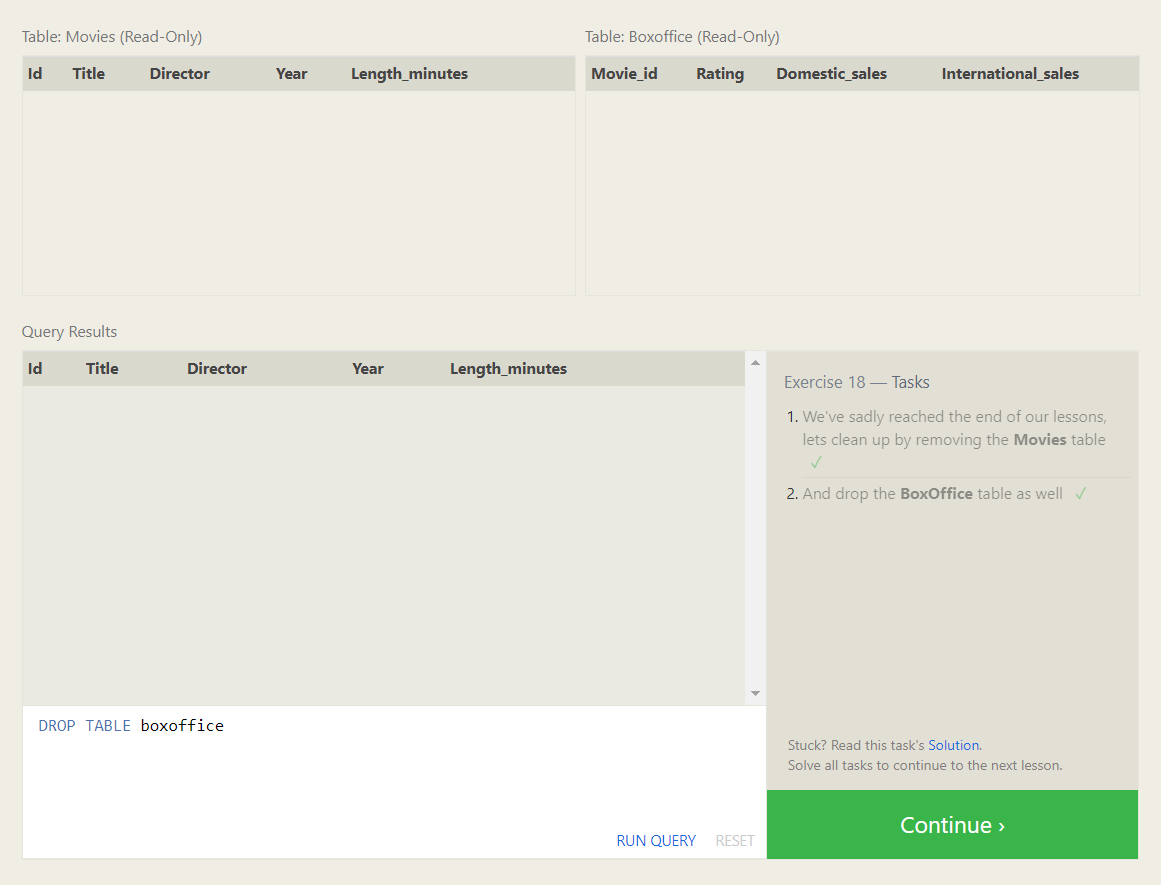 Table: Movies (Read-Only)
Id Title Director Year Length_minutes
Table: Boxoffice (Read-Only)
Movie_id Rating Domestic_sales International_sales
Query Results
Id Title Director Year Length_minutes
DROP TABLE boxoffice
RUN QUERY RESET
Exercise 18 — Tasks
1. We've sadly reached the end of our lessons,
lets clean up by removing the Movies table
✓
2. And drop the BoxOffice table as well ✓
Stuck? Read this task's Solution.
Solve all tasks to continue to the next lesson.
Continue ›